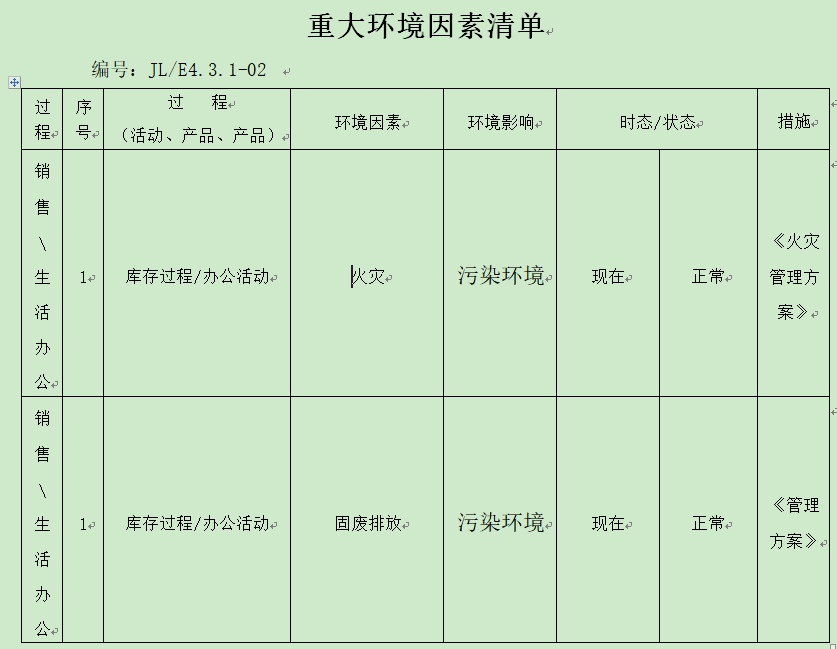 重大环境因素清单
编号: JL/E4.3.1-02
过程
序号
过 程
（活动、产品、产品）
环境因素
环境影响
时态/状态
措施
销售\生活办公
1
库存过程/办公活动
火灾
污染环境
现在
正常
《火灾
管理方
案》
销售\生活办公
1
库存过程/办公活动
固废排放
污染环境
现在
正常
《管理
方案》